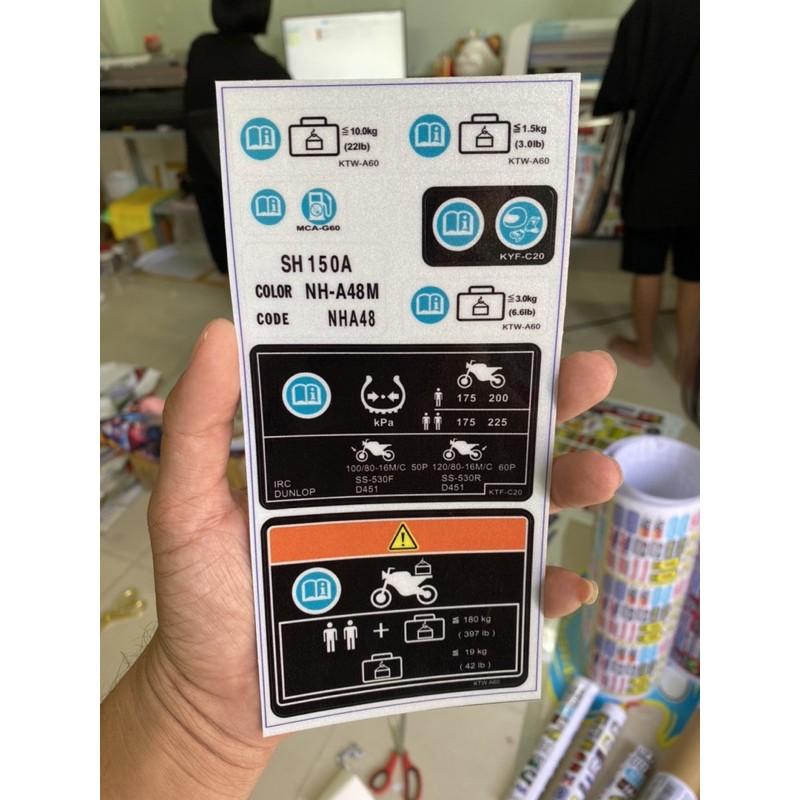 ≦ 10.0kg
(22lb)
KTW-A60
≦ 1.5kg
(3.0lb)
KTW-A60
MCA-G60
KYF-C20
SH150A
COLOR NH-A48M
CODE NHA48
≦ 3.0kg
(6.6lb)
KTW-A60
kPa
175 200
175 225
100/80-16M/C 50P 120/80-16M/C 60P
IRC SS-530F SS-530R
DUNLOP D451 D451
KTF-C20
≦ 180 kg
(397 lb)
≦ 19 kg
(42 lb)
KTW-A60